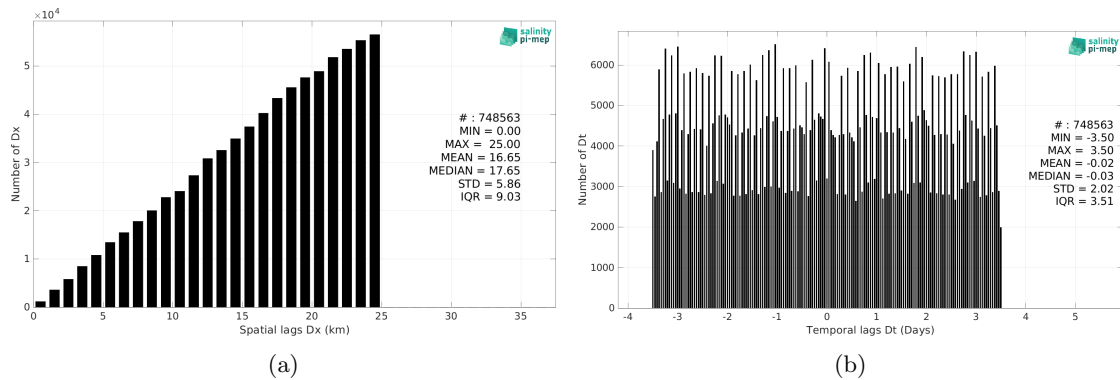 ×10⁴
salinity
pi-mep
5
4
3
2
1
0
Number of Dx
# : 748563
MIN = 0.00
MAX = 25.00
MEAN = 16.65
MEDIAN = 17.65
STD = 5.86
IQR = 9.03
0 5 10 15 20 25 30 35
Spatial lags Dx (km)
(a)
salinity
pi-mep
6000
5000
4000
3000
2000
1000
0
Number of Dt
# : 748563
MIN = -3.50
MAX = 3.50
MEAN = -0.02
MEDIAN = -0.03
STD = 2.02
IQR = 3.51
-4 -3 -2 -1 0 1 2 3 4 5
Temporal lags Dt (Days)
(b)